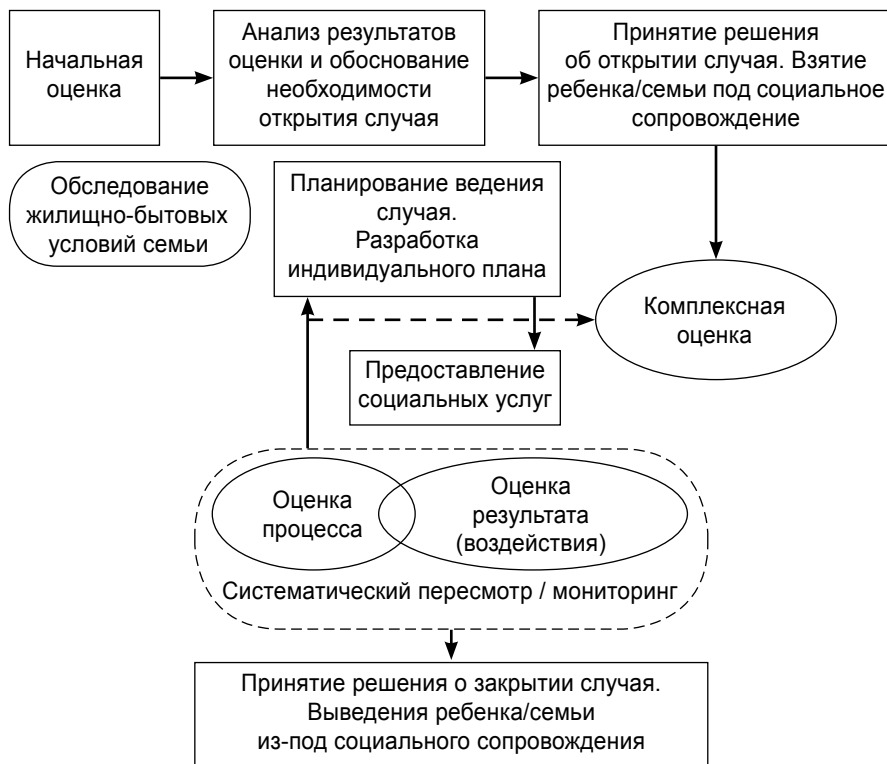 Начальная
оценка
Анализ результатов
оценки и обоснование
необходимости
открытия случая
Принятие решения
об открытии случая. Взятие
ребенка/семьи под социальное
сопровождение
Обследование
жилищно-бытовых
условий семьи
Планирование ведения
случая.
Разработка
индивидуального плана
Комплексная
оценка
Предоставление
социальных услуг
Оценка
процесса
Оценка
результата
(воздействия)
Систематический пересмотр / мониторинг
Принятие решения о закрытии случая.
Выведения ребенка/семьи
из-под социального сопровождения